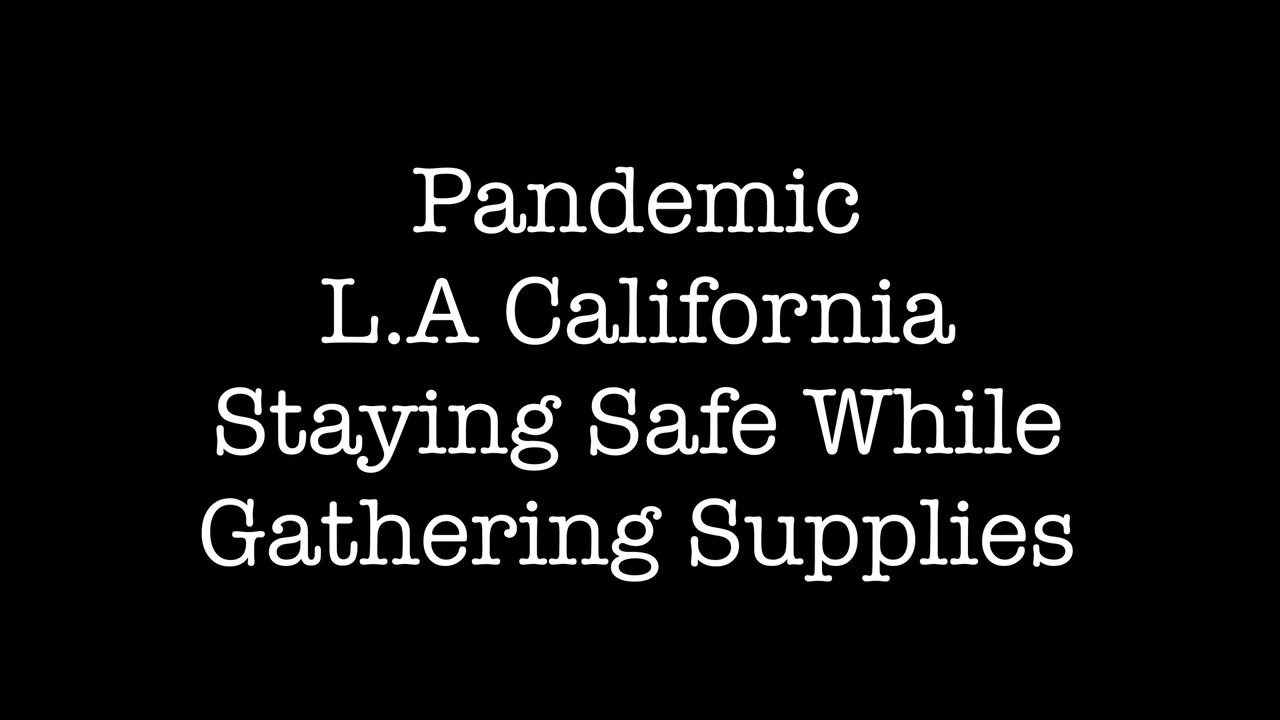 Pandemic
L.A California
Staying Safe While
Gathering Supplies